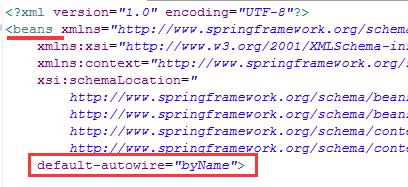 <?xml version="1.0" encoding="UTF-8"?>
<beans xmlns="http://www.springframework.org/schema
xmlns:xsi="http://www.w3.org/2001/XMLSchema-in
xmlns:context="http://www.springframework.org/
xsi:schemaLocation="
http://www.springframework.org/schema/bean
http://www.springframework.org/schema/bean
http://www.springframework.org/schema/conte
http://www.springframework.org/schema/conte
default-autowire="byName">